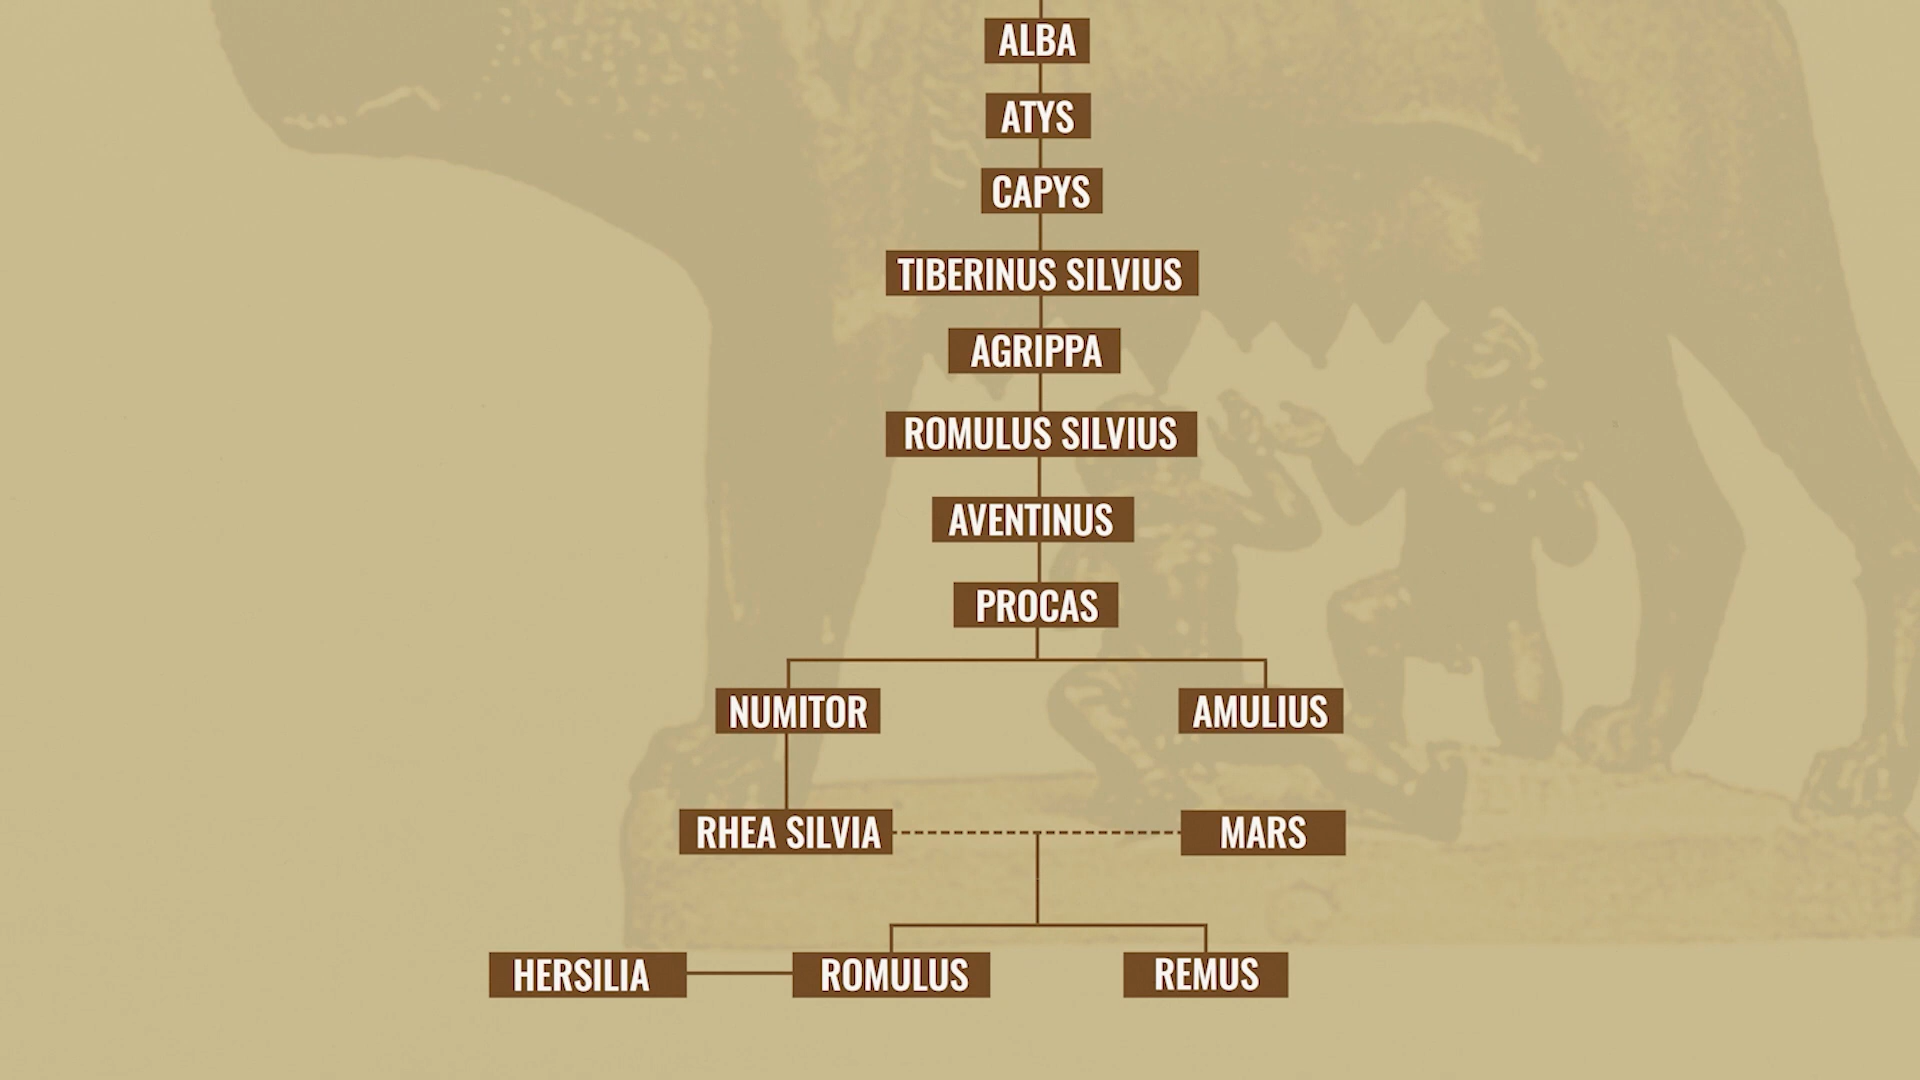 ALBA
ATYS
CAPYS
TIBERINUS SILVIUS
AGRIPPA
ROMULUS SILVIUS
AVENTINUS
PROCAS
NUMITOR
AMULIUS
RHEA SILVIA
MARS
HERSILIA
ROMULUS
REMUS